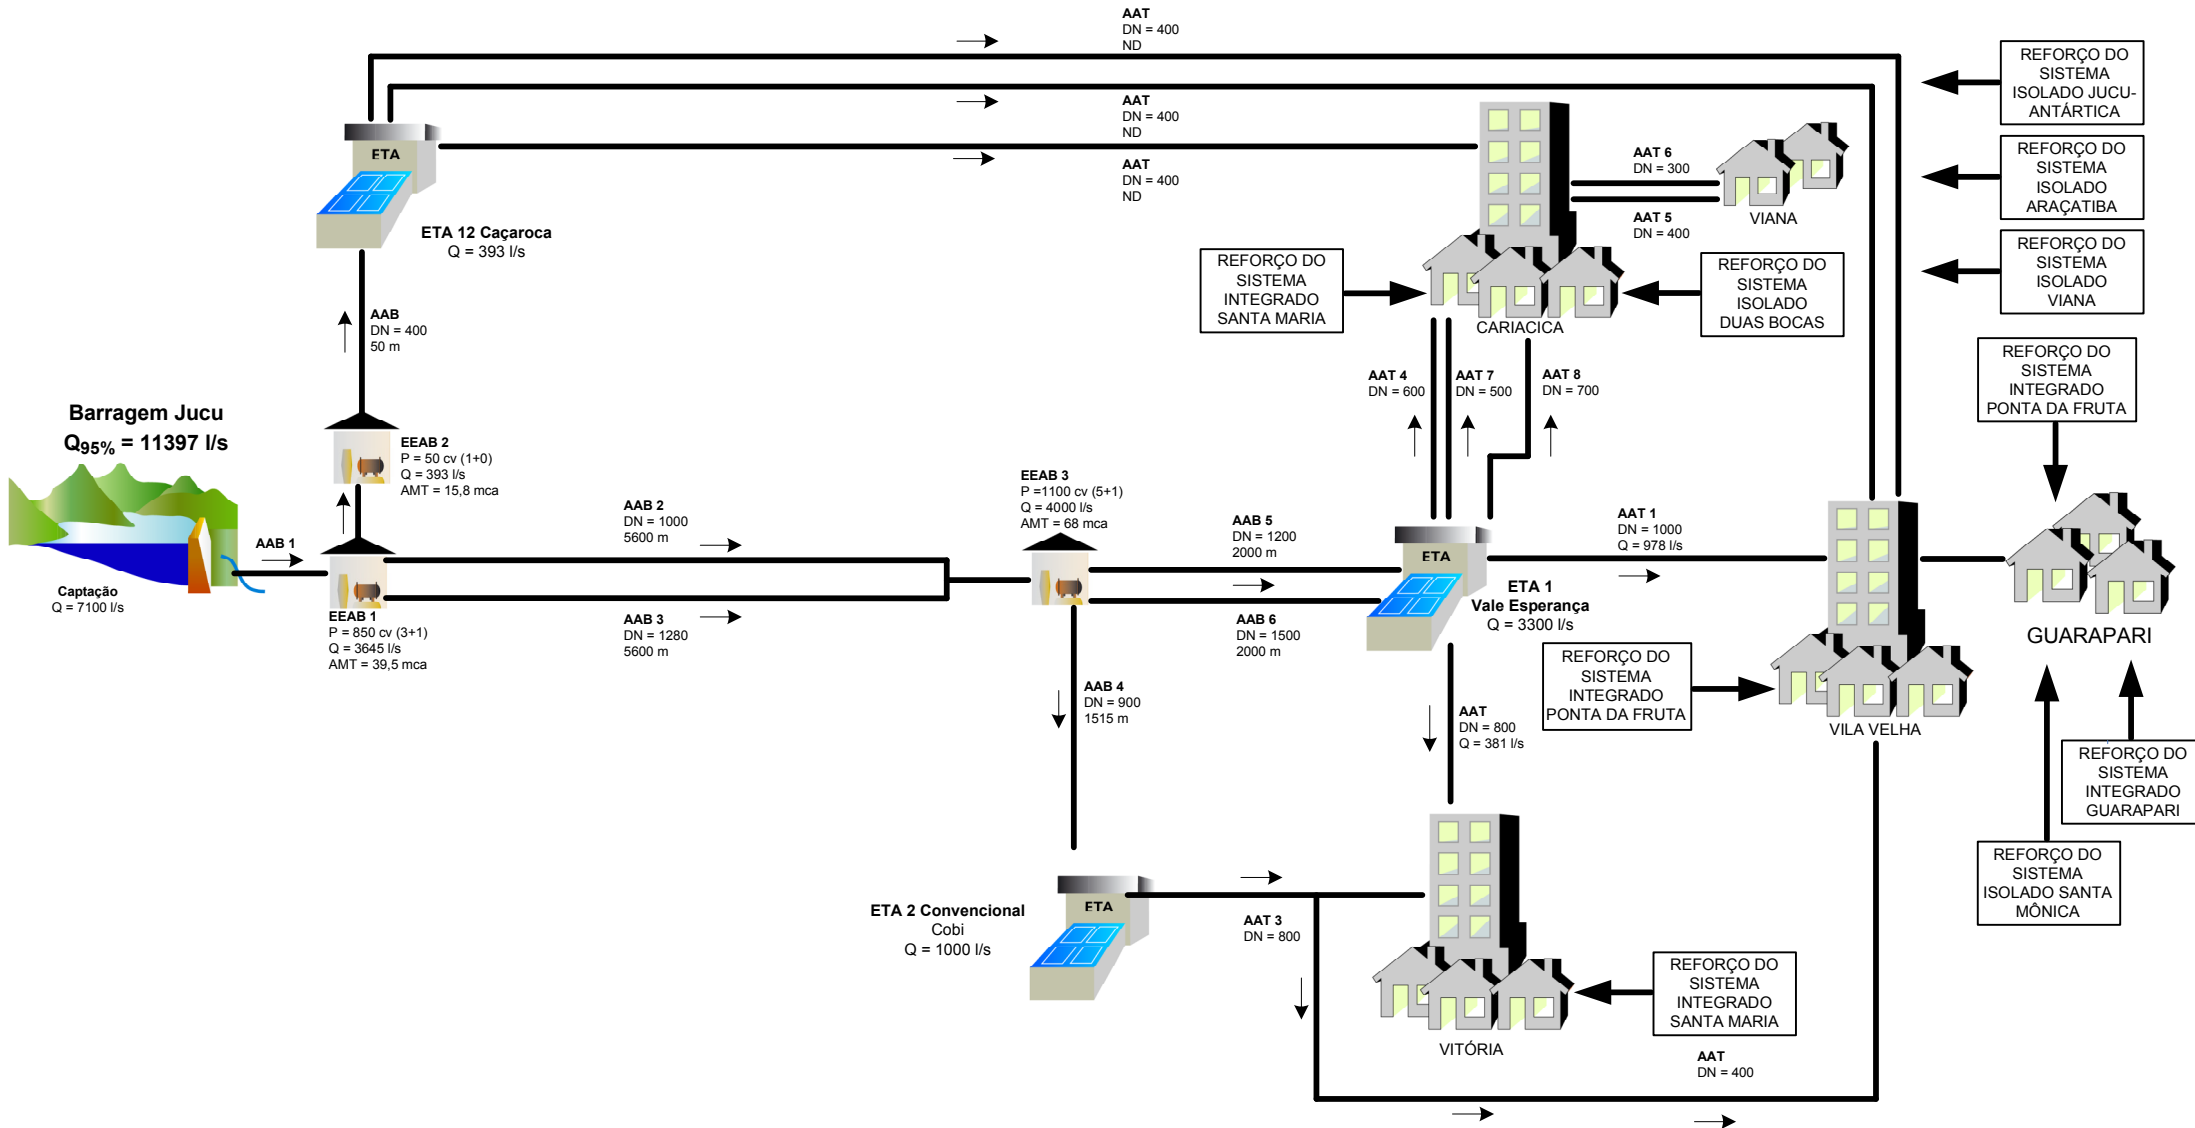 AAT
DN = 400
ND
AAT
DN = 400
ND
AAT
DN = 400
ND
ETA
ETA 12 Caçaroca
Q = 393 l/s
AAB
DN = 400
50 m
Barragem Jucu
Q95% = 11397 l/s
Captação
Q = 7100 l/s
AAB 1
EEAB 2
P = 50 cv (1+0)
Q = 393 l/s
AMT = 15,8 mca
EEAB 1
P = 850 cv (3+1)
Q = 3645 l/s
AMT = 39,5 mca
AAB 2
DN = 1000
5600 m
AAB 3
DN = 1280
5600 m
EEAB 3
P =1100 cv (5+1)
Q = 4000 l/s
AMT = 68 mca
AAB 5
DN = 1200
2000 m
AAB 6
DN = 1500
2000 m
AAB 4
DN = 900
1515 m
ETA
ETA 1
Vale Esperança
Q = 3300 l/s
AAT 4
DN = 600
AAT 7
DN = 500
AAT 8
DN = 700
AAT 1
DN = 1000
Q = 978 l/s
AAT
DN = 800
Q = 381 l/s
ETA
ETA 2 Convencional
Cobi
Q = 1000 l/s
AAT 3
DN = 800
AAT
DN = 400
VITÓRIA
REFORÇO DO
SISTEMA
INTEGRADO
SANTA MARIA
REFORÇO DO
SISTEMA
INTEGRADO
SANTA MARIA
CARIACICA
REFORÇO DO
SISTEMA
ISOLADO
DUAS BOCAS
AAT 6
DN = 300
AAT 5
DN = 400
VIANA
REFORÇO DO
SISTEMA
ISOLADO JUCU-
ANTÁRTICA
REFORÇO DO
SISTEMA
ISOLADO
ARAÇATIBA
REFORÇO DO
SISTEMA
ISOLADO
VIANA
REFORÇO DO
SISTEMA
INTEGRADO
PONTA DA FRUTA
REFORÇO DO
SISTEMA
INTEGRADO
PONTA DA FRUTA
VILA VELHA
GUARAPARI
REFORÇO DO
SISTEMA
INTEGRADO
GUARAPARI
REFORÇO DO
SISTEMA
ISOLADO SANTA
MÔNICA